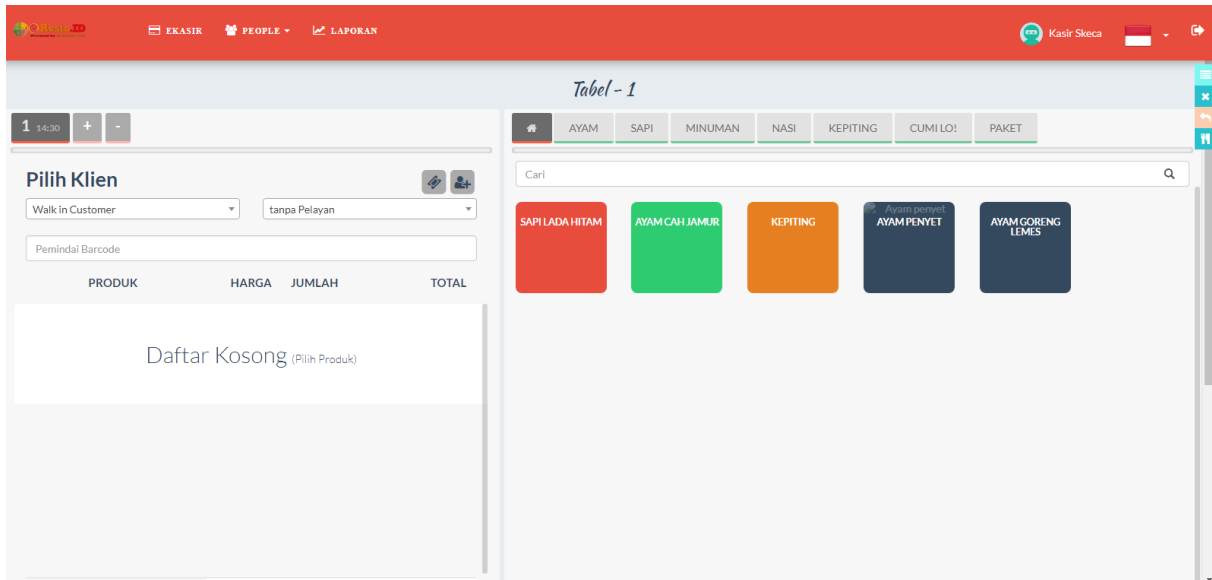 EKASIR PEOPLE LAPORAN Kasir Skeca
Tabel - 1
1 14:30 + -
AYAM SAPI MINUMAN NASI KEPITING CUMI LO! PAKET
Pilih Klien
Cari
Walk in Customer tanpa Pelayan
Pemindai Barcode
PRODUK HARGA JUMLAH TOTAL
Daftar Kosong (Pilih Produk)
SAPI LADA HITAM
AYAM CAH JAMUR
KEPITING
Ayam penyet
AYAM PENYET
AYAM GORENG
LEMES